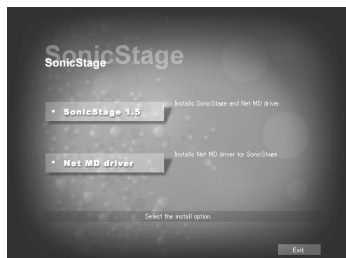 SonicStage
SonicStage
SonicStage 1.5
Installs SonicStage and Net MD driver.
Net MD driver
Installs Net MD driver for SonicStage.
Select the install option.
Exit